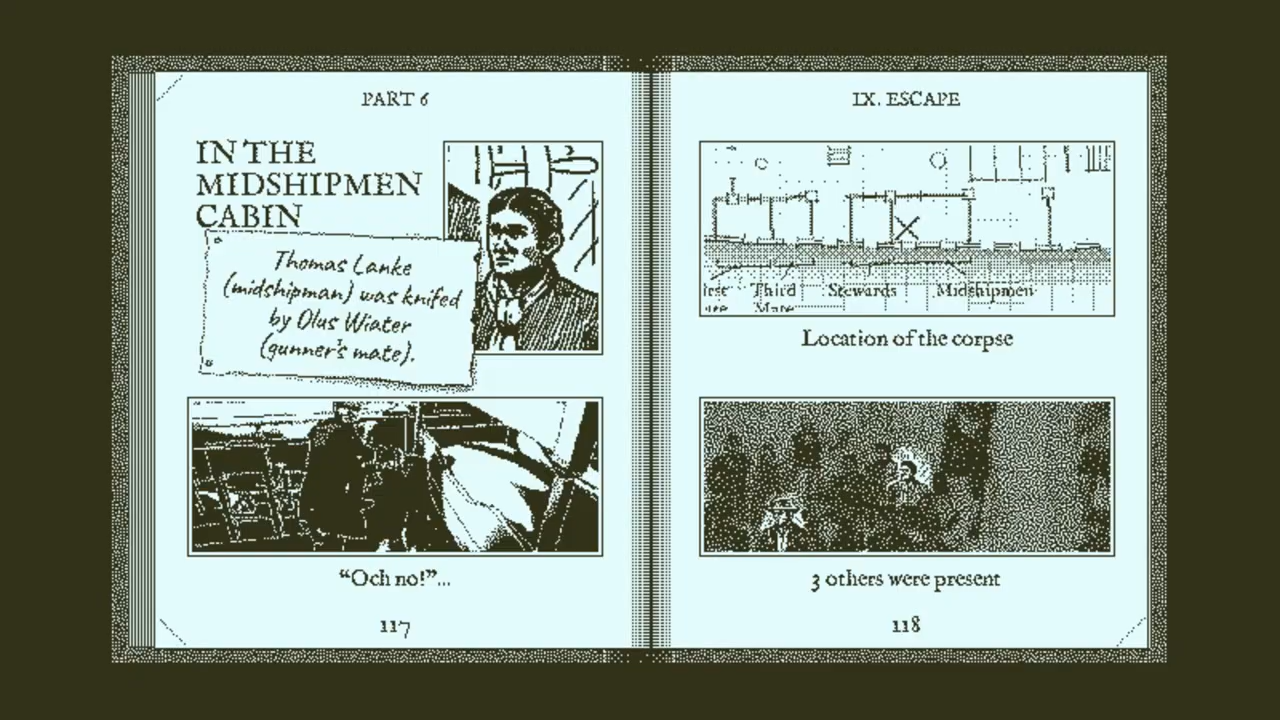 PART 6
IN THE
MIDSHIPMEN
CABIN
Thomas Lanke
(midshipman) was knifed
by Olus Wiater
(gunner's mate).
"Och no!"...
117
IX. ESCAPE
Third Stewards Midshipmen
Mate
Location of the corpse
3 others were present
118